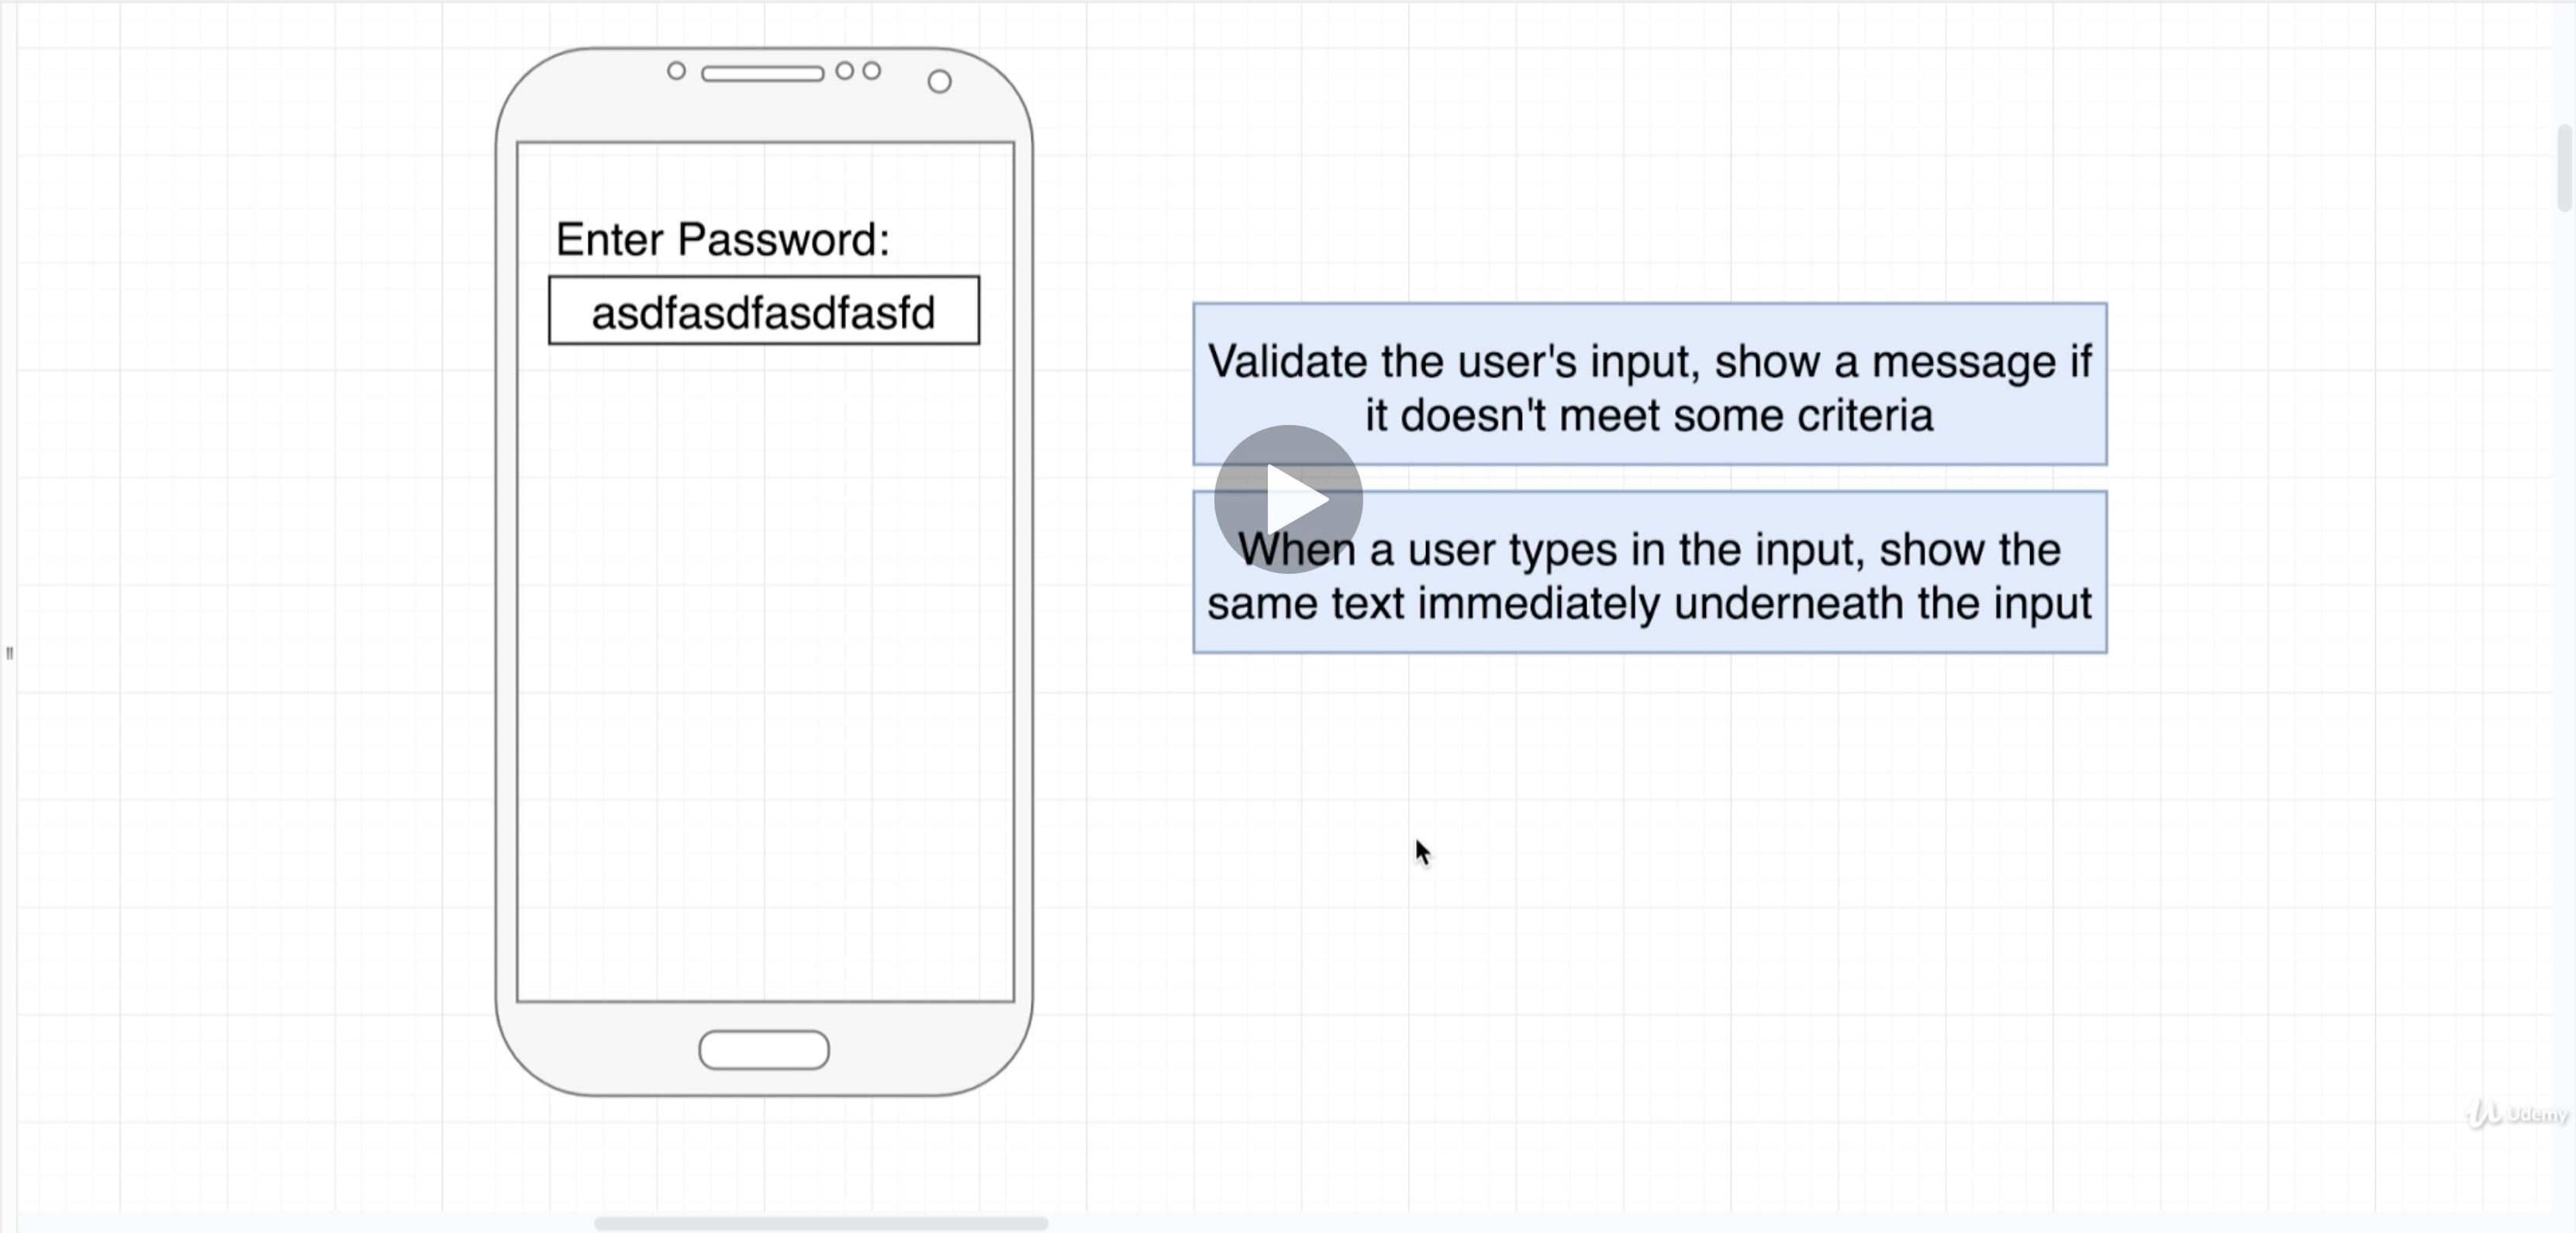 Enter Password:
asdfasdfasdfasfd
Validate the user's input, show a message if
it doesn't meet some criteria
When a user types in the input, show the
same text immediately underneath the input
Udemy